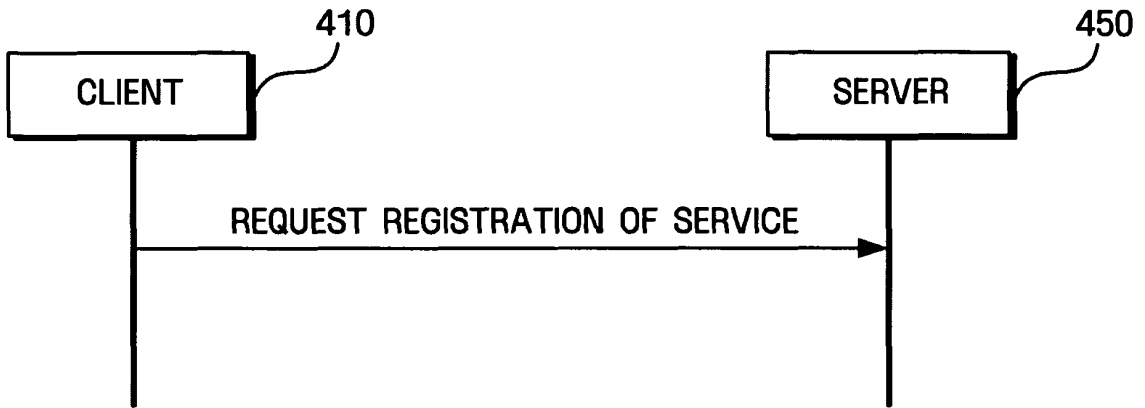 410
450
CLIENT
SERVER
REQUEST REGISTRATION OF SERVICE